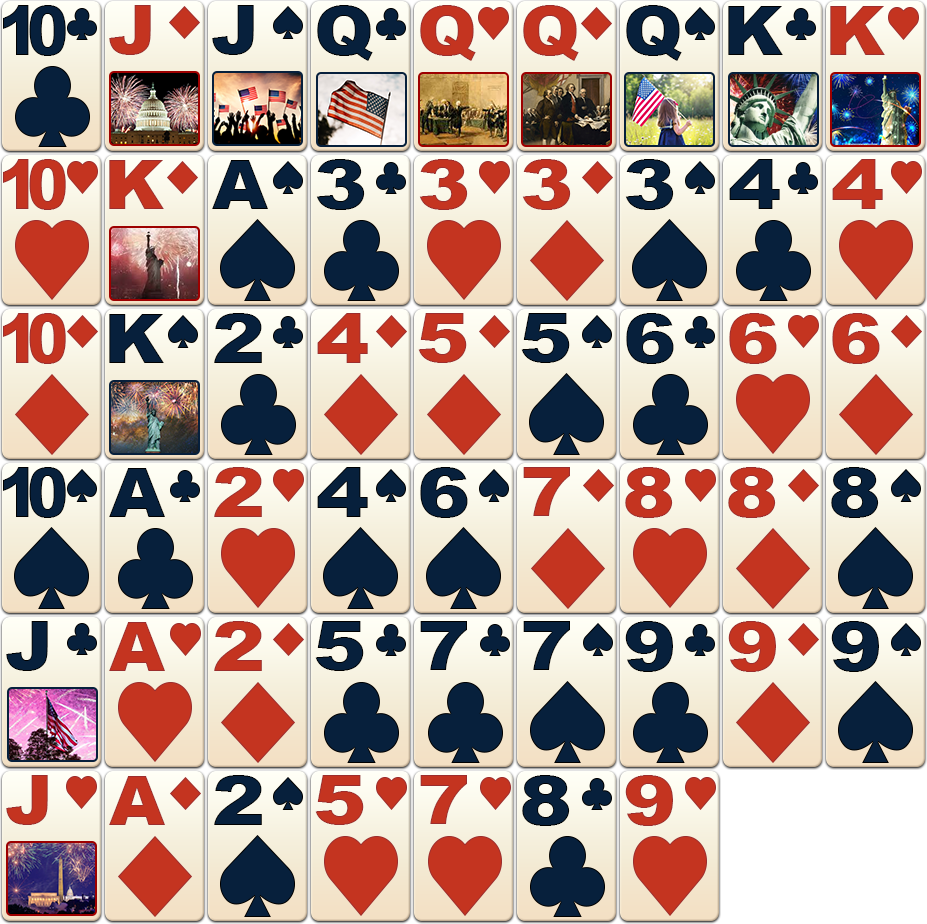 10 J J Q Q Q Q K K
10 K A 3 3 3 3 4 4
10 K 2 4 5 5 6 6 6
10 A 2 4 6 7 8 8 8
J A 2 5 7 7 9 9 9
J A 2 5 7 8 9